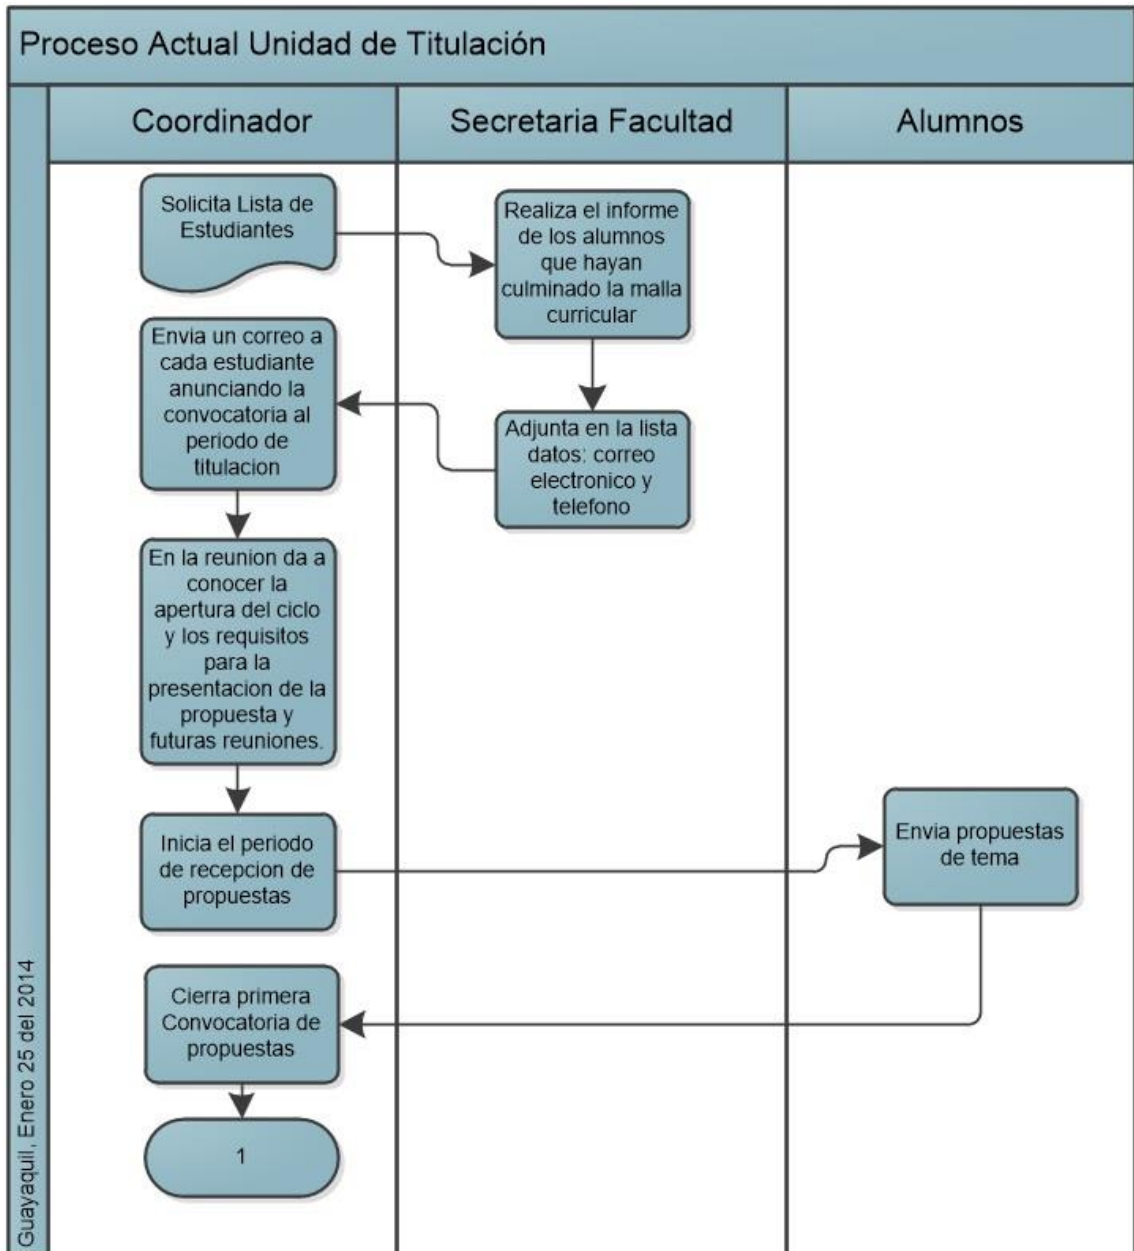 Proceso Actual Unidad de Titulación
Coordinador
Secretaria Facultad
Alumnos
Solicita Lista de
Estudiantes
Realiza el informe
de los alumnos
que hayan
culminado la malla
curricular
Envia un correo a
cada estudiante
anunciando la
convocatoria al
periodo de
titulacion
Adjunta en la lista
datos: correo
electronico y
telefono
En la reunion da a
conocer la
apertura del ciclo
y los requisitos
para la
presentacion de la
propuesta y
futuras reuniones.
Inicia el periodo
de recepcion de
propuestas
Envia propuestas
de tema
Cierra primera
Convocatoria de
propuestas
1
Guayaquil, Enero 25 del 2014